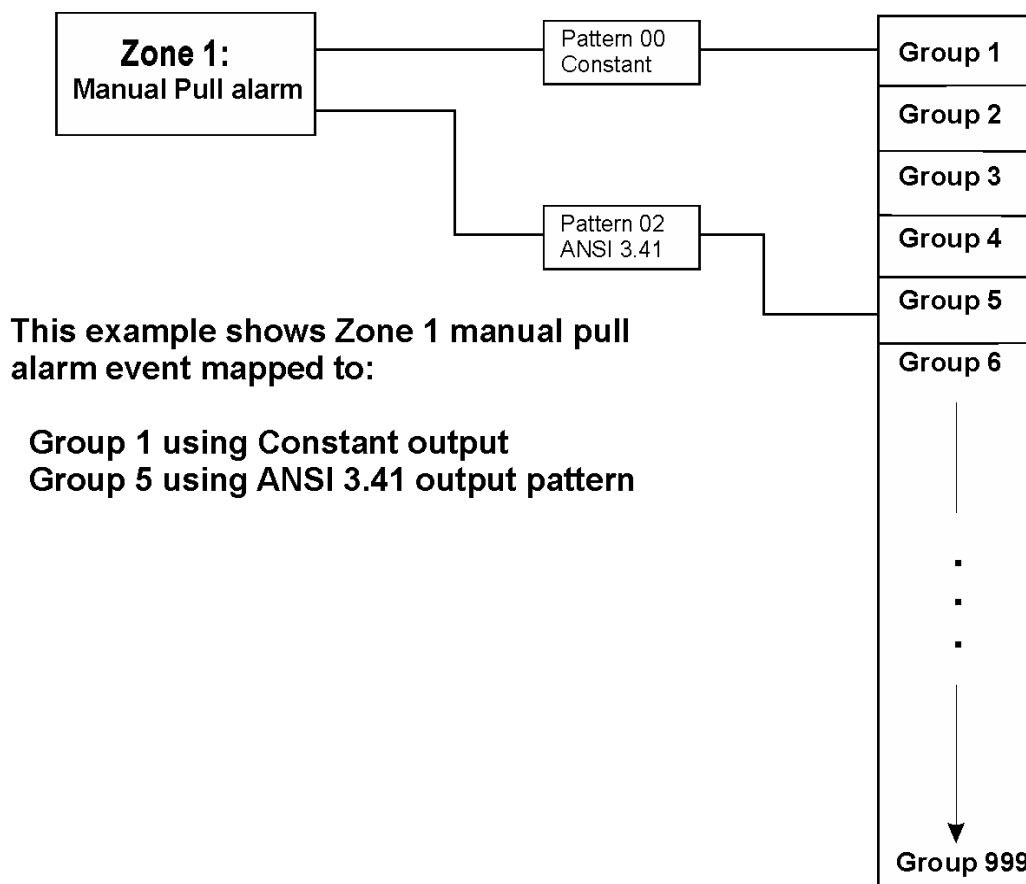 Zone 1:
Manual Pull alarm
Pattern 00
Constant
Pattern 02
ANSI 3.41
Group 1
Group 2
Group 3
Group 4
Group 5
Group 6
Group 999
This example shows Zone 1 manual pull
alarm event mapped to:
Group 1 using Constant output
Group 5 using ANSI 3.41 output pattern